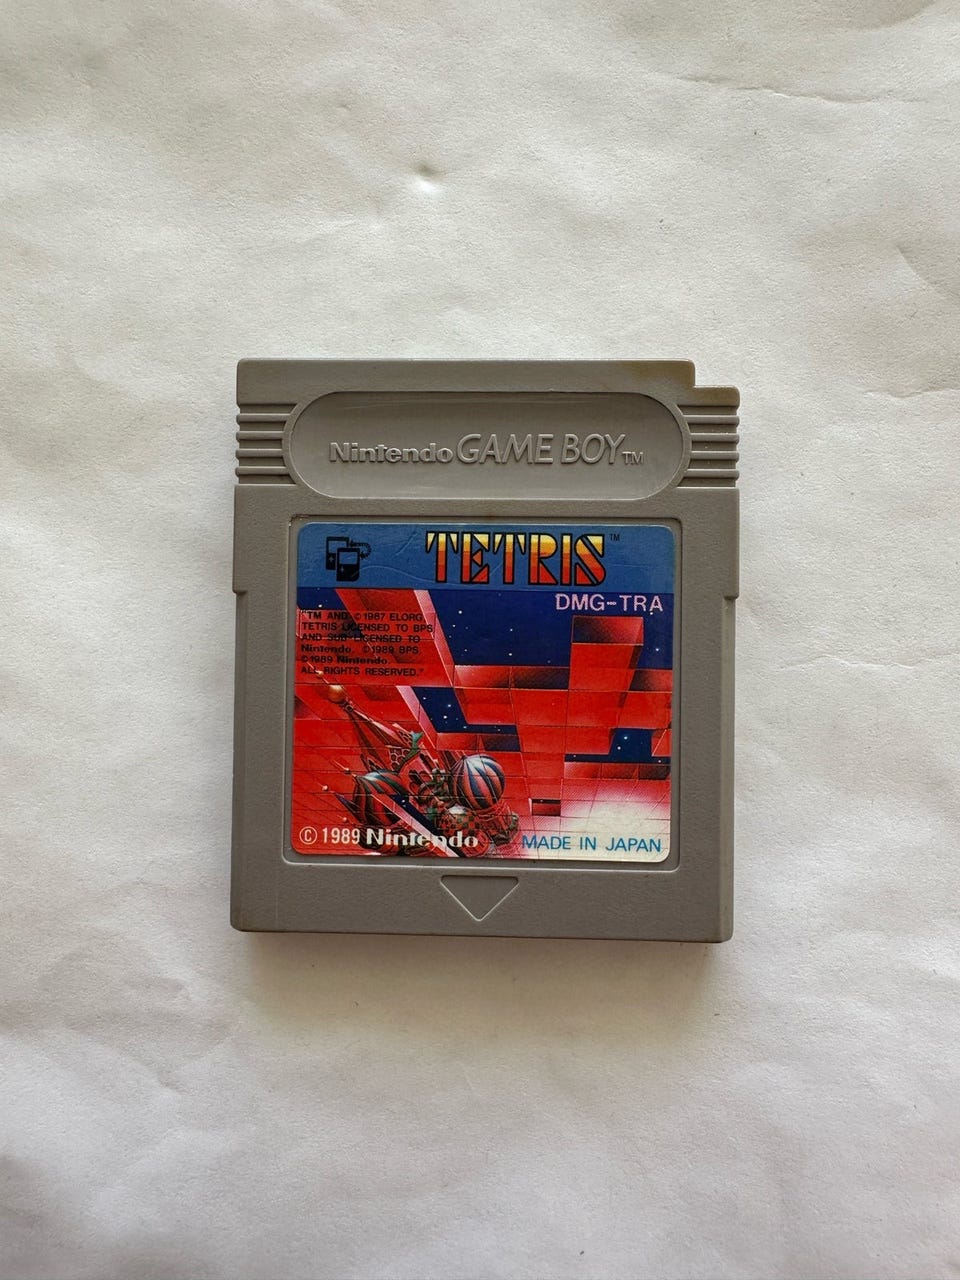 Nintendo GAME BOY TM
TETRIS TM
DMG-TRA
"TM AND ©1987 ELORG,
TETRIS LICENSED TO BPS
AND SUB-LICENSED TO
Nintendo. ©1989 BPS.
©1989 Nintendo.
ALL RIGHTS RESERVED."
© 1989 Nintendo
MADE IN JAPAN